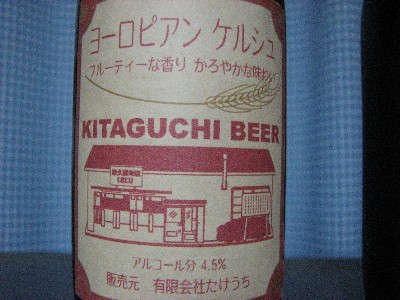 ヨーロピアン ケルシュ
フルーティーな香り かろやかな味わい
KITAGUCHI BEER
アルコール分 4.5%
販売元 有限会社たけうち